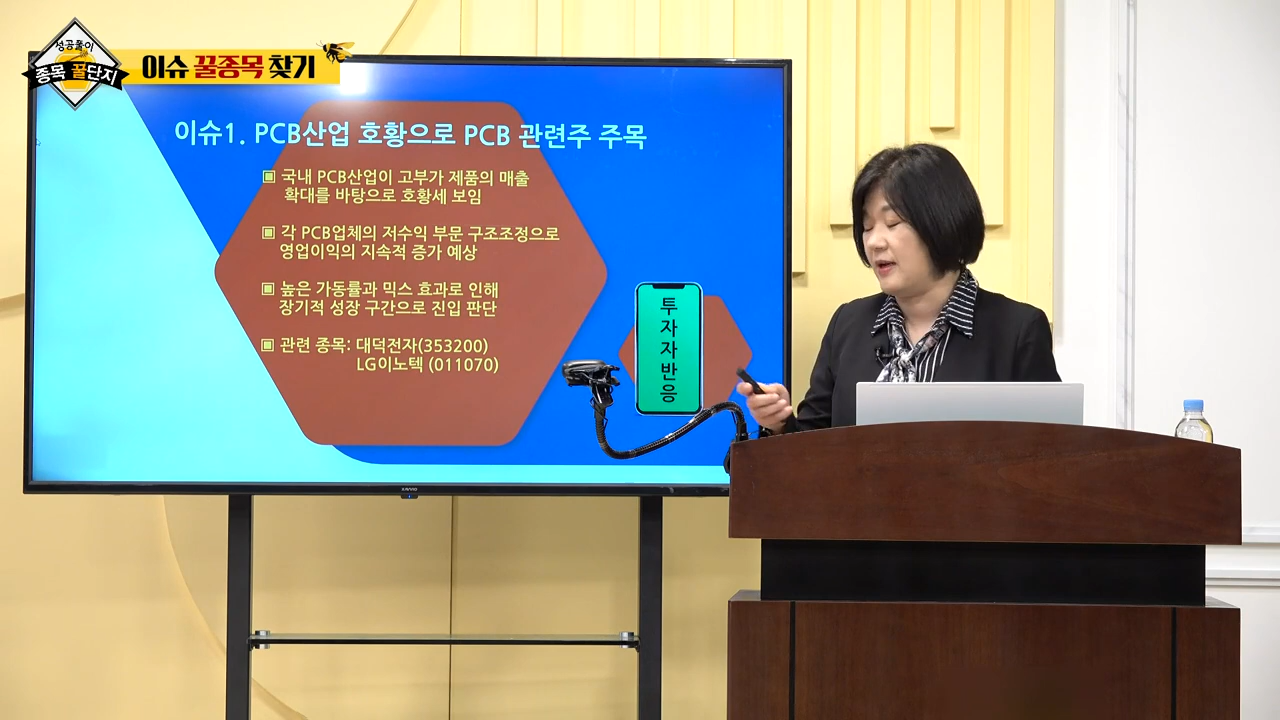 성공풀이
종목 꿀단지
이슈 꿀종목 찾기
이슈1. PCB산업 호황으로 PCB 관련주 주목
▣ 국내 PCB산업이 고부가 제품의 매출
확대를 바탕으로 호황세 보임
▣ 각 PCB업체의 저수익 부문 구조조정으로
영업이익의 지속적 증가 예상
▣ 높은 가동률과 믹스 효과로 인해
장기적 성장 구간으로 진입 판단
▣ 관련 종목: 대덕전자(353200)
LG이노텍 (011070)
투자자반응